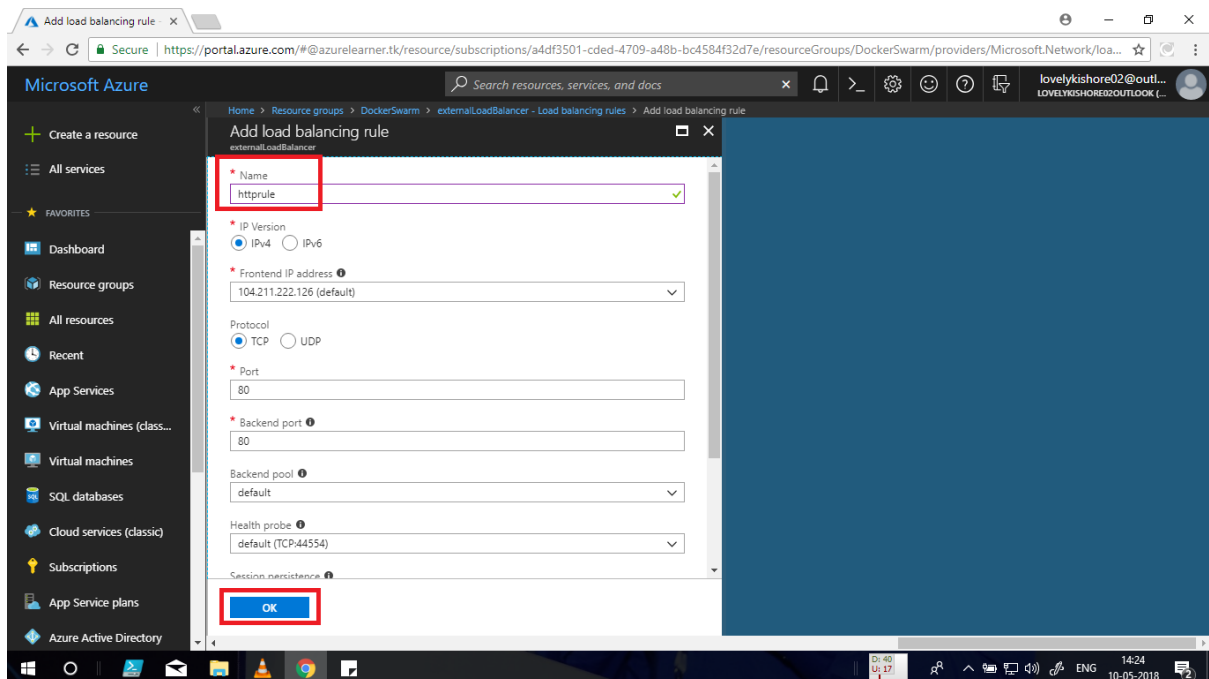 Add load balancing rule - ×
Secure | https://portal.azure.com/#@azurelearner.tk/resource/subscriptions/a4df3501-cded-4709-a48b-bc4584f32d7e/resourceGroups/DockerSwarm/providers/Microsoft.Network/loa...
Microsoft Azure
Search resources, services, and docs
lovelykishore02@outl...
LOVELYKISHORE02OUTLOOK (...
Home > Resource groups > DockerSwarm > externalLoadBalancer - Load balancing rules > Add load balancing rule
Create a resource
All services
FAVORITES
Dashboard
Resource groups
All resources
Recent
App Services
Virtual machines (class...
Virtual machines
SQL databases
Cloud services (classic)
Subscriptions
App Service plans
Azure Active Directory
Add load balancing rule
externalLoadBalancer
* Name
httprule
* IP Version
IPv4 IPv6
* Frontend IP address
104.211.222.126 (default)
Protocol
TCP UDP
* Port
80
* Backend port
80
Backend pool
default
Health probe
default (TCP:44554)
Session persistence
OK
D: 40
U: 17
ENG
14:24
10-05-2018
2